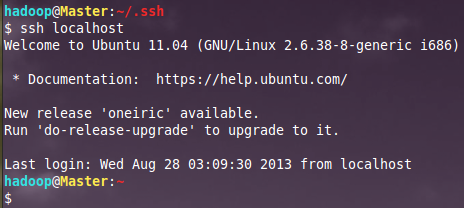 hadoop@Master:~/.ssh
$ ssh localhost
Welcome to Ubuntu 11.04 (GNU/Linux 2.6.38-8-generic i686)
* Documentation:  https://help.ubuntu.com/
New release 'oneiric' available.
Run 'do-release-upgrade' to upgrade to it.
Last login: Wed Aug 28 03:09:30 2013 from localhost
hadoop@Master:~
$